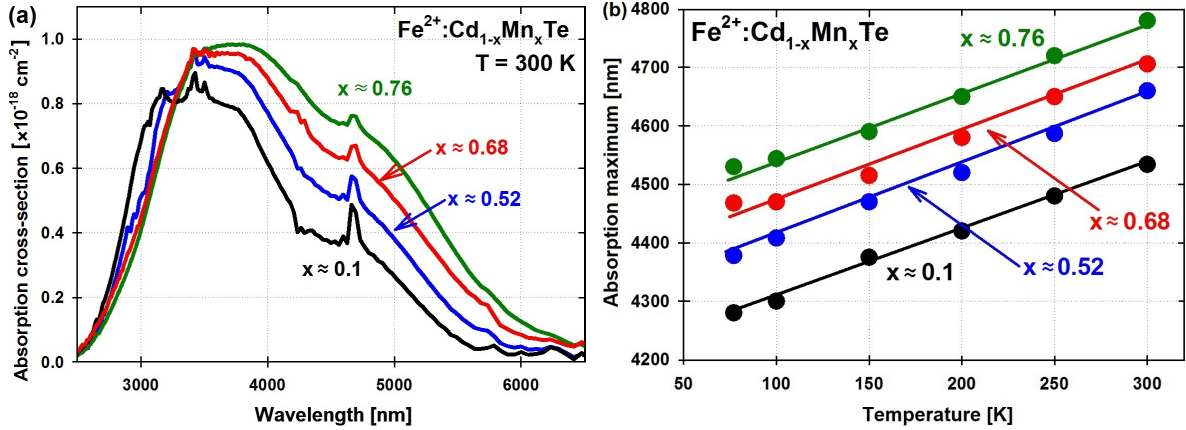 (a)
Fe2+:Cd1-xMnxTe
T = 300 K
x ≈ 0.76
x ≈ 0.68
x ≈ 0.52
x ≈ 0.1
Absorption cross-section [×10-18 cm-2]
1.0
0.8
0.6
0.4
0.2
0.0
3000 4000 5000 6000
Wavelength [nm]
(b)
Fe2+:Cd1-xMnxTe
x ≈ 0.76
x ≈ 0.68
x ≈ 0.52
x ≈ 0.1
Absorption maximum [nm]
4800
4700
4600
4500
4400
4300
4200
50 100 150 200 250 300
Temperature [K]